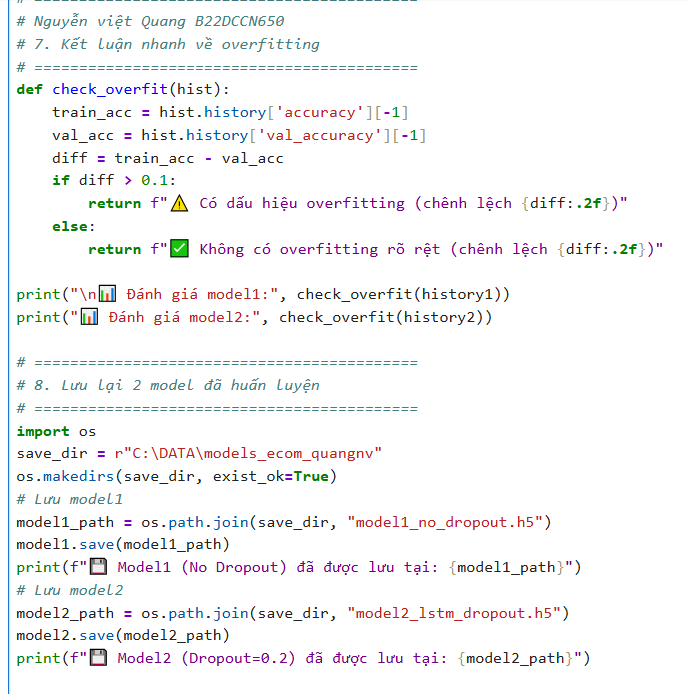 # ==========================================
# Nguyễn việt Quang B22DCCN650
# 7. Kết luận nhanh về overfitting
# ==========================================
def check_overfit(hist):
    train_acc = hist.history['accuracy'][-1]
    val_acc = hist.history['val_accuracy'][-1]
    diff = train_acc - val_acc
    if diff > 0.1:
        return f"⚠️ Có dấu hiệu overfitting (chênh lệch {diff:.2f})"
    else:
        return f"✅ Không có overfitting rõ rệt (chênh lệch {diff:.2f})"
print("\n📊 Đánh giá model1:", check_overfit(history1))
print("📊 Đánh giá model2:", check_overfit(history2))
# ==========================================
# 8. Lưu lại 2 model đã huấn luyện
# ==========================================
import os
save_dir = r"C:\DATA\models_ecom_quangnv"
os.makedirs(save_dir, exist_ok=True)
# Lưu model1
model1_path = os.path.join(save_dir, "model1_no_dropout.h5")
model1.save(model1_path)
print(f"💾 Model1 (No Dropout) đã được lưu tại: {model1_path}")
# Lưu model2
model2_path = os.path.join(save_dir, "model2_lstm_dropout.h5")
model2.save(model2_path)
print(f"💾 Model2 (Dropout=0.2) đã được lưu tại: {model2_path}")